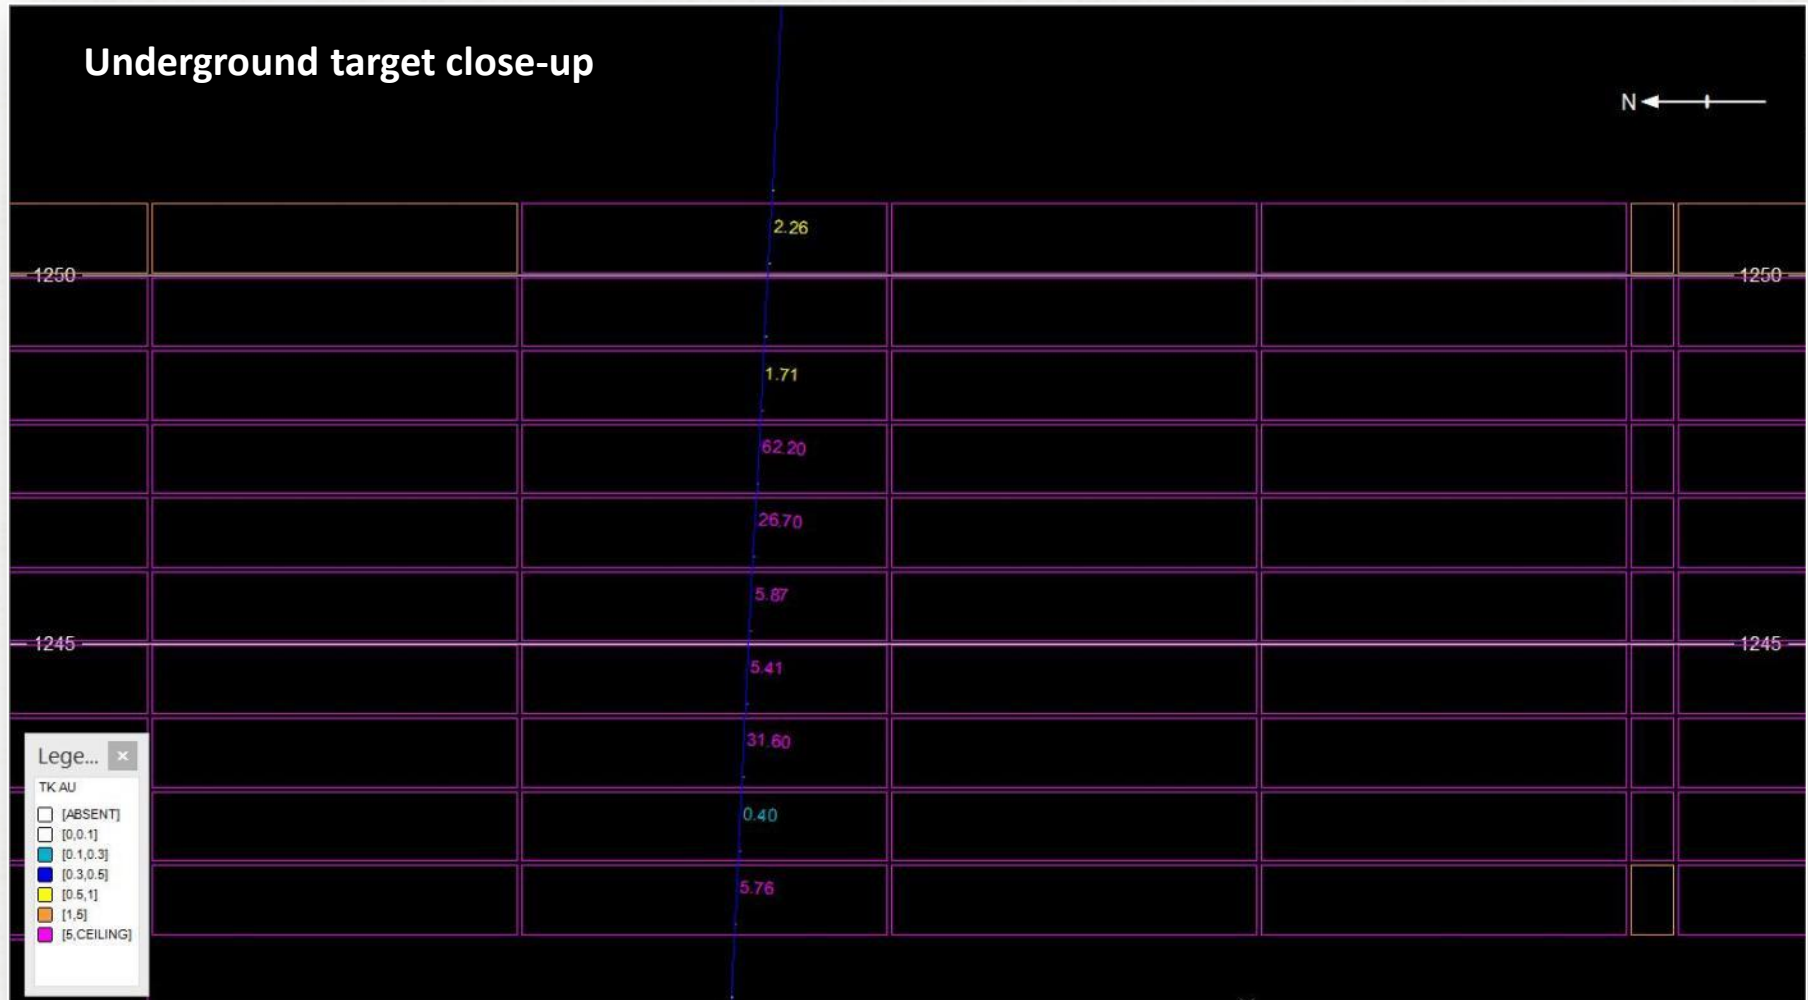 Underground target close-up
N
2.26
1250 1250
1.71
62.20
26.70
5.87
1245 1245
5.41
31.60
0.40
5.76
Lege... ×
TK AU
[ABSENT]
[0,0.1]
[0.1,0.3]
[0.3,0.5]
[0.5,1]
[1,5]
[5,CEILING]